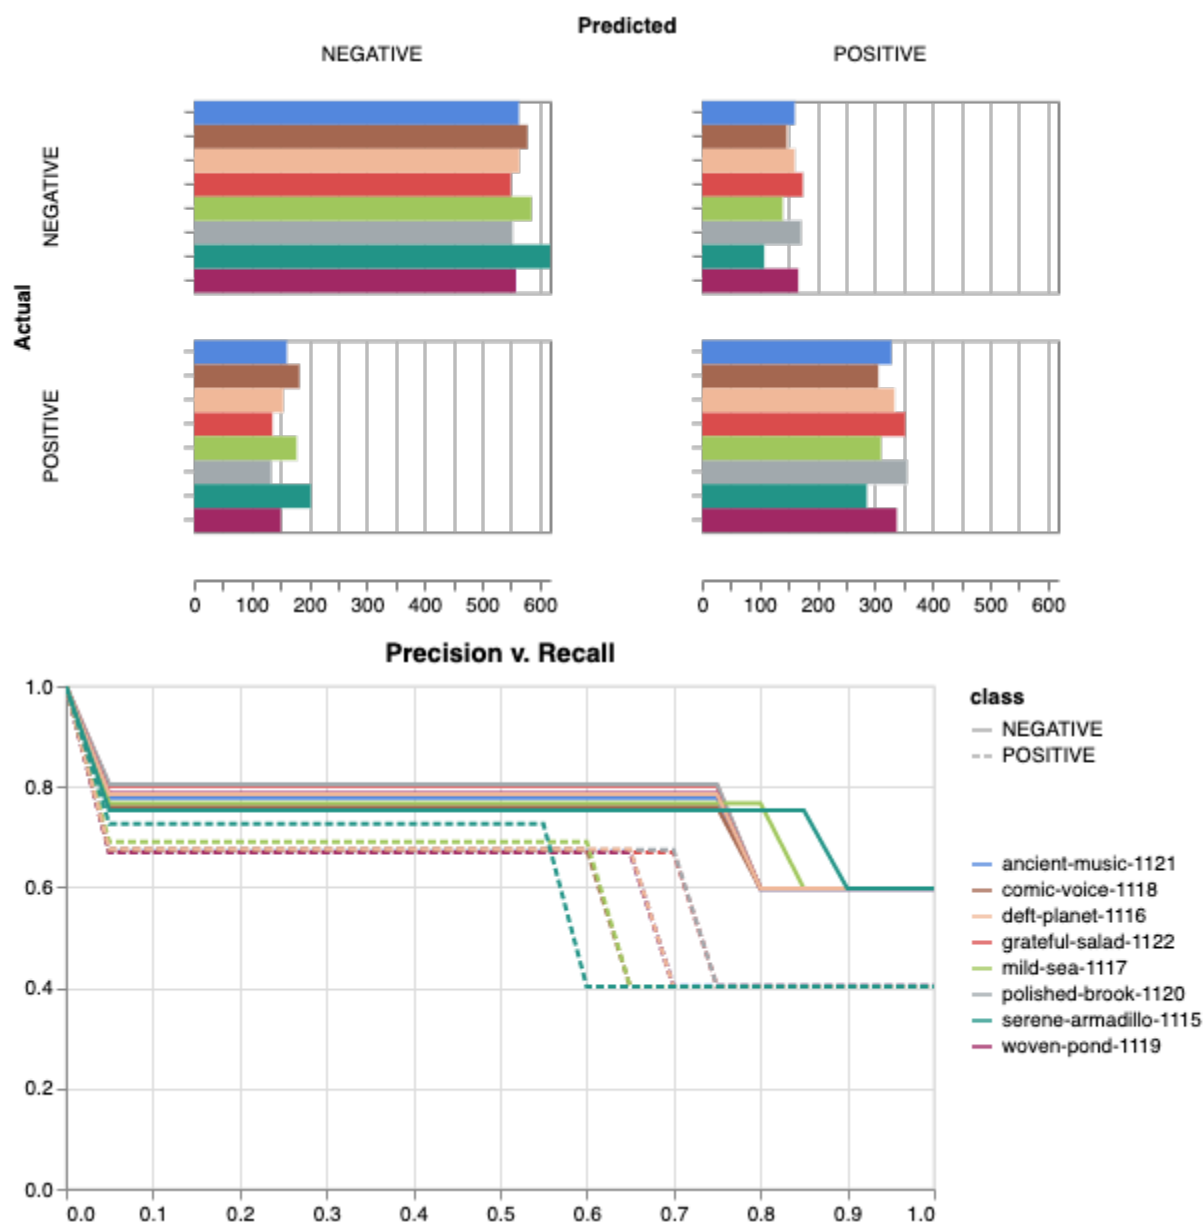 Predicted
NEGATIVE POSITIVE
Actual
NEGATIVE
POSITIVE
0 100 200 300 400 500 600 0 100 200 300 400 500 600
Precision v. Recall
1.0
0.8
0.6
0.4
0.2
0.0
0.0 0.1 0.2 0.3 0.4 0.5 0.6 0.7 0.8 0.9 1.0
class
NEGATIVE
POSITIVE
ancient-music-1121
comic-voice-1118
deft-planet-1116
grateful-salad-1122
mild-sea-1117
polished-brook-1120
serene-armadillo-1115
woven-pond-1119